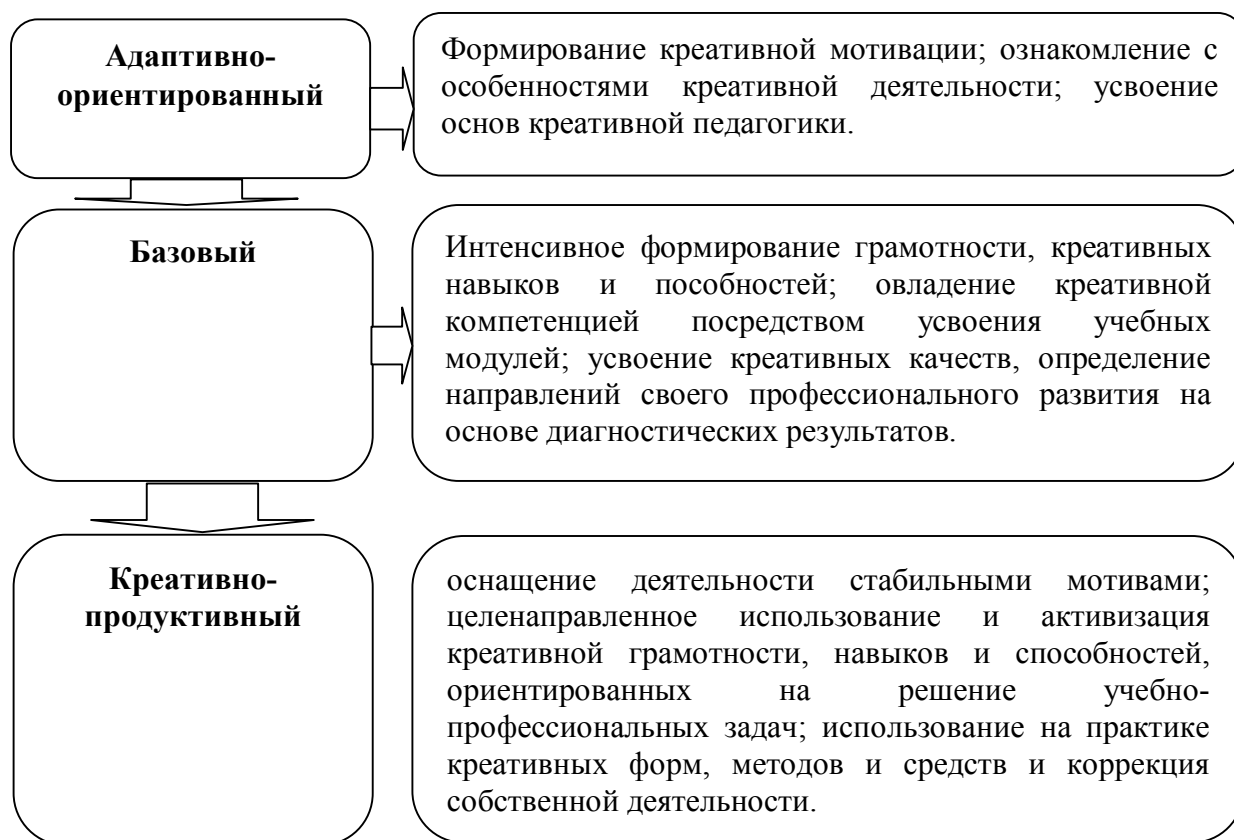 Адаптивно-
ориентированный
Формирование креативной мотивации; ознакомление с
особенностями креативной деятельности; усвоение
основ креативной педагогики.
Базовый
Интенсивное формирование грамотности, креативных
навыков и пособностей; овладение креативной
компетенцией посредством усвоения учебных
модулей; усвоение креативных качеств, определение
направлений своего профессионального развития на
основе диагностических результатов.
Креативно-
продуктивный
оснащение деятельности стабильными мотивами;
целенаправленное использование и активизация
креативной грамотности, навыков и способностей,
ориентированных на решение учебно-
профессиональных задач; использование на практике
креативных форм, методов и средств и коррекция
собственной деятельности.